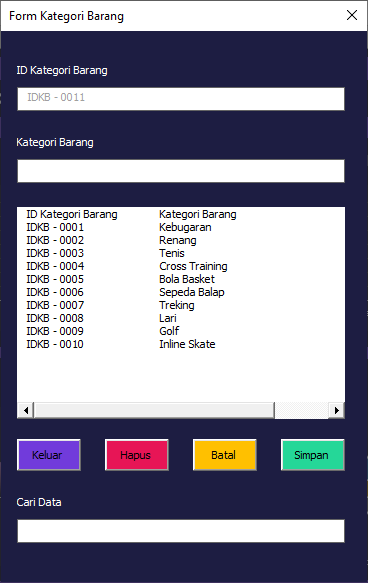 Form Kategori Barang
ID Kategori Barang
IDKB - 0011
Kategori Barang
ID Kategori Barang Kategori Barang
IDKB - 0001 Kebugaran
IDKB - 0002 Renang
IDKB - 0003 Tenis
IDKB - 0004 Cross Training
IDKB - 0005 Bola Basket
IDKB - 0006 Sepeda Balap
IDKB - 0007 Treking
IDKB - 0008 Lari
IDKB - 0009 Golf
IDKB - 0010 Inline Skate
Keluar Hapus Batal Simpan
Cari Data